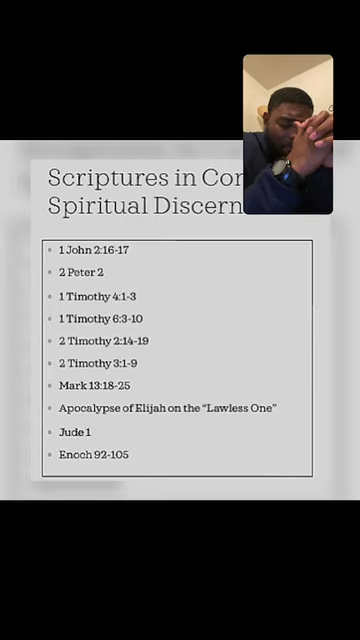 Scriptures in Con
Spiritual Discern
1 John 2:16-17
2 Peter 2
1 Timothy 4:1-3
1 Timothy 6:3-10
2 Timothy 2:14-19
2 Timothy 3:1-9
Mark 13:18-25
Apocalypse of Elijah on the “Lawless One”
Jude 1
Enoch 92-105